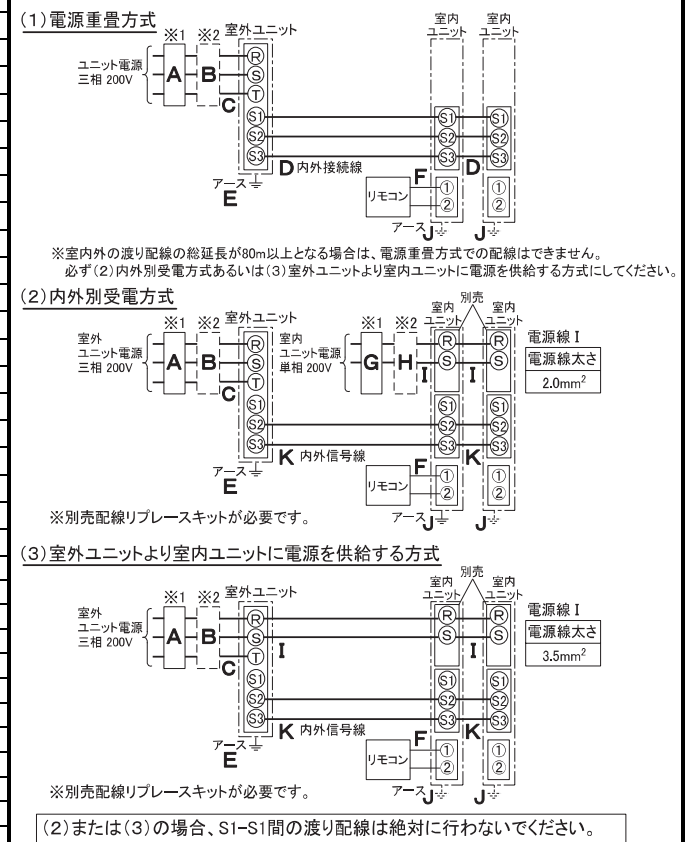 (1)電源重畳方式
※1 ※2 室外ユニット
室内
ユニット
室内
ユニット
ユニット電源
三相 200V
A B C
R
S
T
S1
S2
S3
S1
S2
S3
S1
S2
S3
D 内外接続線
D
F
リモコン
①
②
①
②
アース
E
アース J
J
※室内外の渡り配線の総延長が80m以上となる場合は、電源重畳方式での配線はできません。
必ず(2)内外別受電方式あるいは(3)室外ユニットより室内ユニットに電源を供給する方式にしてください。
(2)内外別受電方式
※1 ※2 室外ユニット
室外
ユニット電源
三相 200V
A B C
R
S
T
S1
S2
S3
※1 ※2
室内
ユニット電源
単相 200V
G H I I
別売
室内
ユニット
室内
ユニット
R
S
S1
S2
S3
R
S
S1
S2
S3
電源線 I
電源線太さ
2.0mm²
K 内外信号線
K
F
リモコン
①
②
①
②
アース
E
アース J
J
※別売配線リプレースキットが必要です。
(3)室外ユニットより室内ユニットに電源を供給する方式
※1 ※2 室外ユニット
室外
ユニット電源
三相 200V
A B C
R
S
T
S1
S2
S3
I I
別売
室内
ユニット
室内
ユニット
R
S
S1
S2
S3
R
S
S1
S2
S3
電源線 I
電源線太さ
3.5mm²
K 内外信号線
K
F
リモコン
①
②
①
②
アース
E
アース J
J
※別売配線リプレースキットが必要です。
(2)または(3)の場合、S1-S1間の渡り配線は絶対に行わないでください。